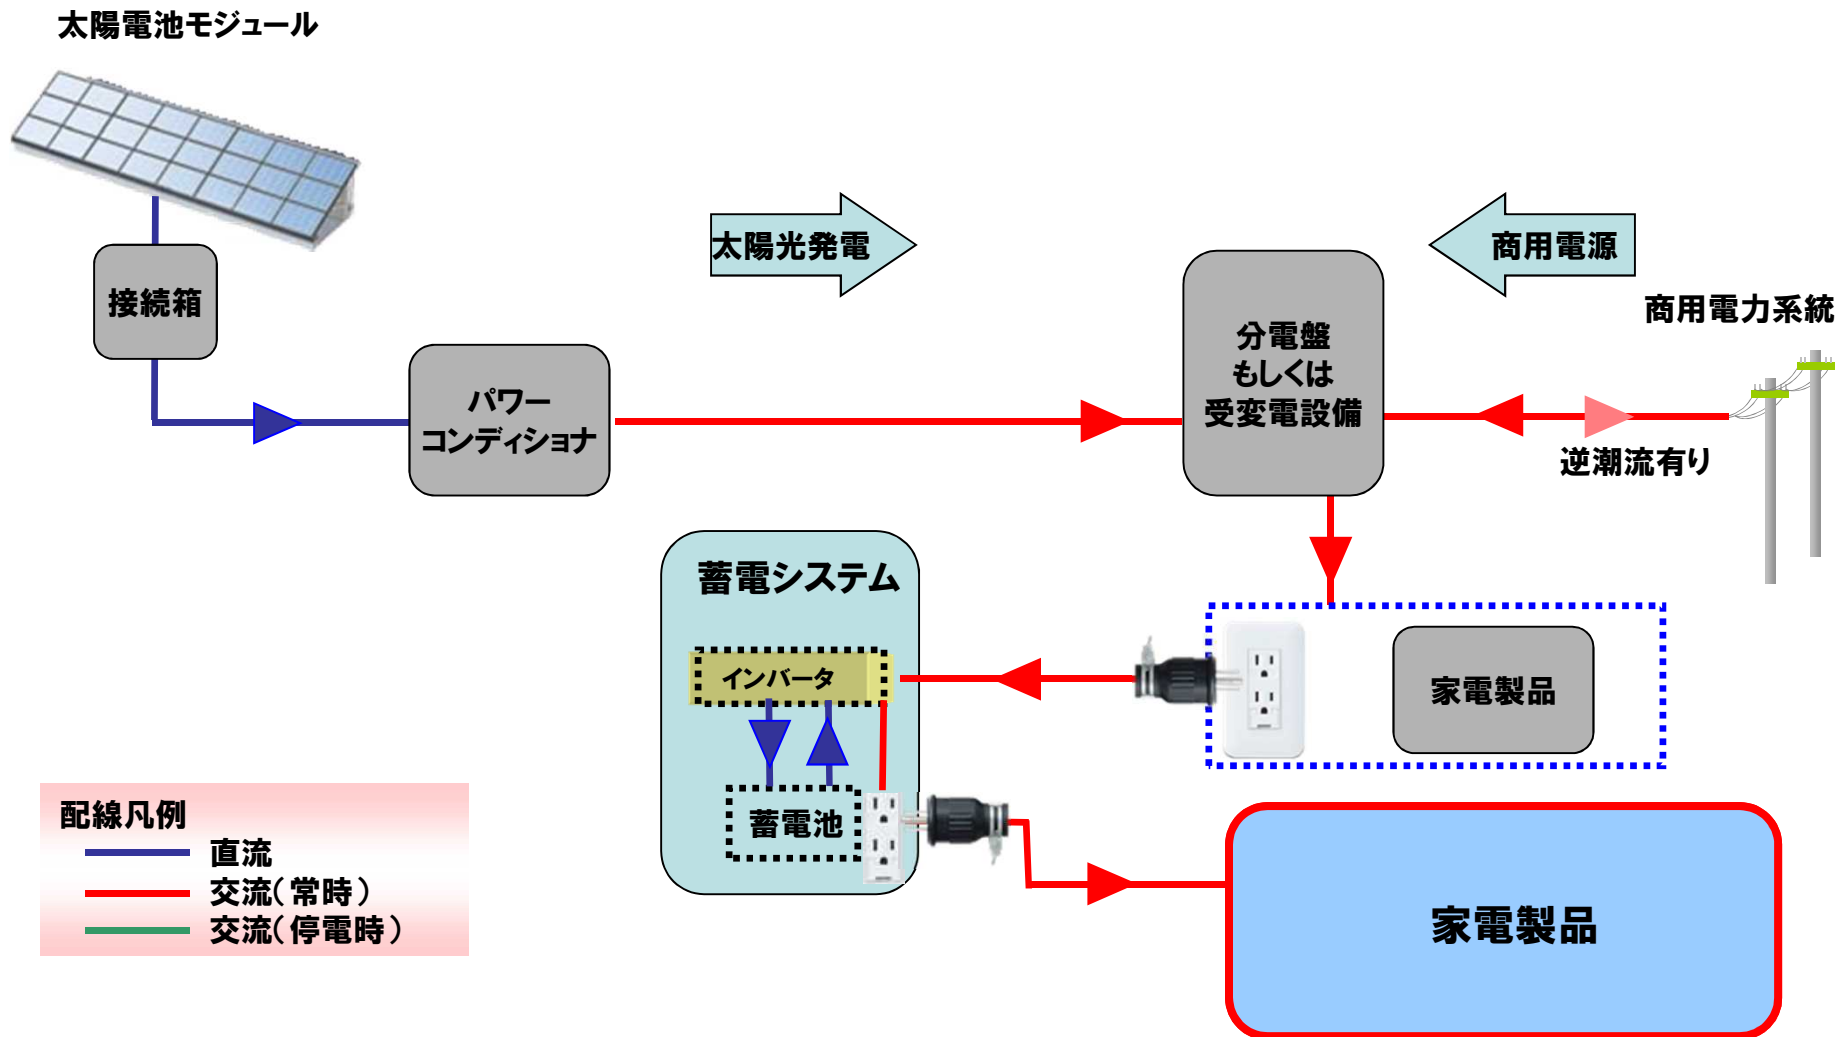 太陽電池モジュール
接続箱
太陽光発電
商用電源
商用電力系統
分電盤
もしくは
受変電設備
パワー
コンディショナ
逆潮流有り
蓄電システム
インバータ
家電製品
蓄電池
配線凡例
直流
交流(常時)
交流(停電時)
家電製品